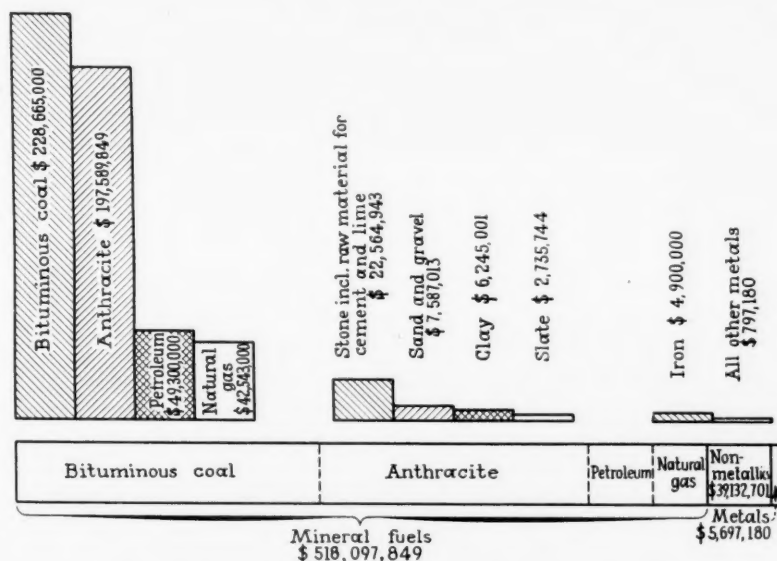 Bituminous coal $ 228,665,000
Anthracite $ 197,589,849
Petroleum
$ 49,300,000
Natural
gas
$ 42,543,000
Stone incl. raw material for
cement and lime
$ 22,564,943
Sand and gravel
$ 7,587,013
Clay $ 6,245,001
Slate $ 2,735,744
Iron $ 4,900,000
All other metals
$ 797,180
Bituminous coal
Anthracite
Petroleum
Natural
gas
Non-
metallics
$39,132,701
Metals
$5,697,180
Mineral fuels
$ 518,097,849